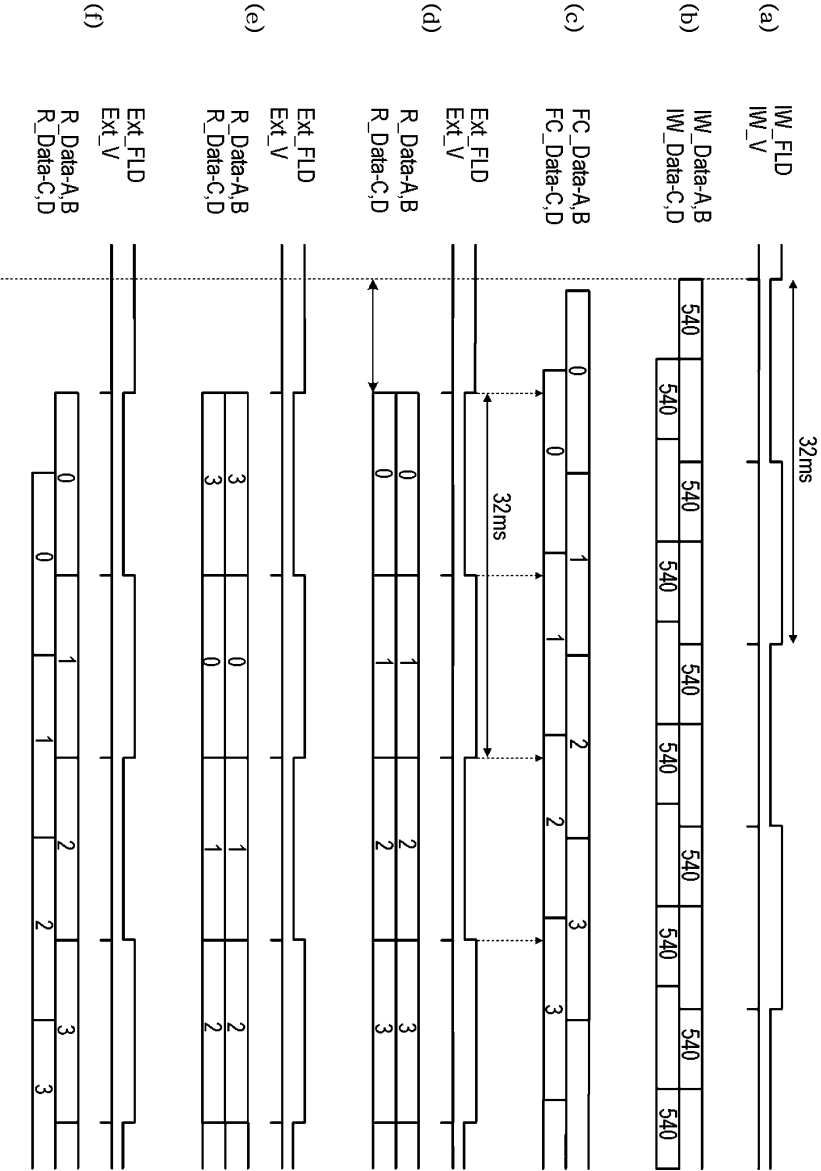 (a)
IW_FLD
IW_V
32ms
(b)
IW_Data-A,B
540 540 540 540 540
IW_Data-C,D
540 540 540 540 540
(c)
FC_Data-A,B
0 1 2 3
FC_Data-C,D
0 1 2 3
(d)
Ext_FLD
Ext_V
32ms
R_Data-A,B
0 1 2 3
R_Data-C,D
0 1 2 3
(e)
Ext_FLD
Ext_V
R_Data-A,B
3 0 1 2
R_Data-C,D
3 0 1 2
(f)
Ext_FLD
Ext_V
R_Data-A,B
0 1 2 3
R_Data-C,D
0 1 2 3